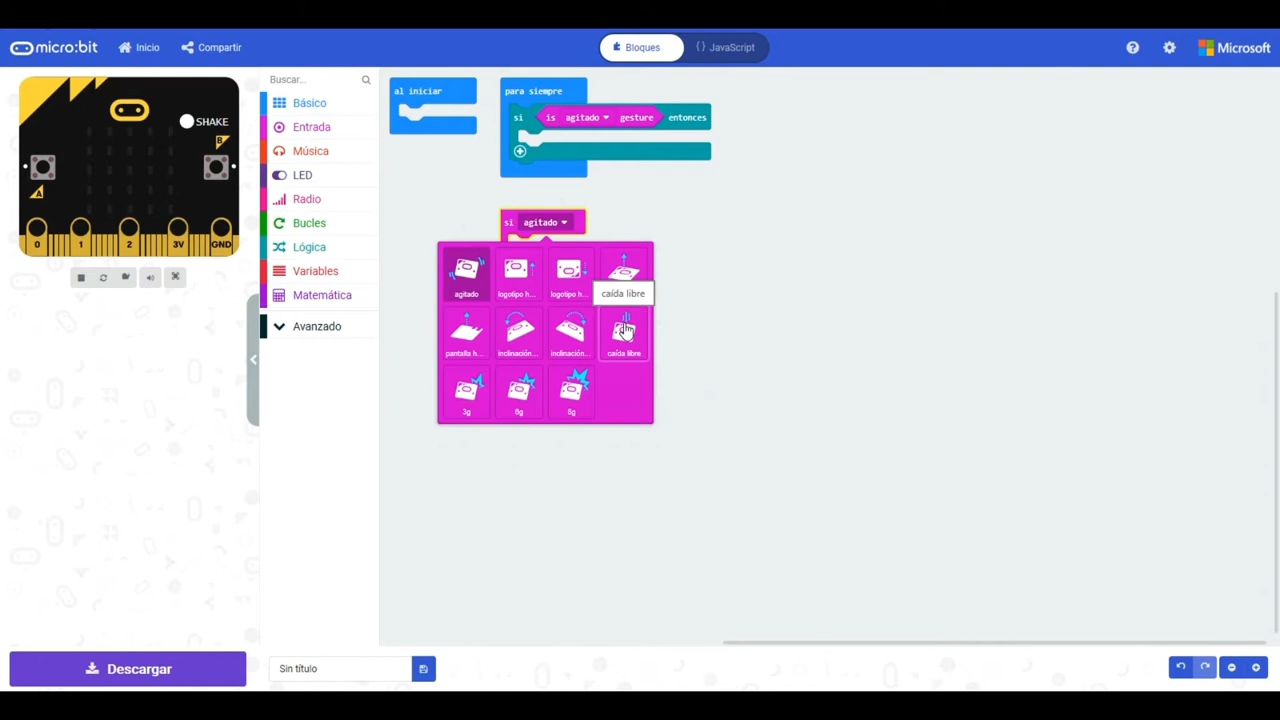 micro:bit
Inicio
Compartir
Bloques
{} JavaScript
?
Microsoft
SHAKE
B
A
0 1 2 3V GND
Buscar...
Básico
Entrada
Música
LED
Radio
Bucles
Lógica
Variables
Matemática
Avanzado
al iniciar
para siempre
si is agitado gesture entonces
si agitado
agitado
logotipo h...
logotipo h...
caída libre
pantalla h...
inclinación...
inclinación...
caída libre
3g
6g
8g
Descargar
Sin título